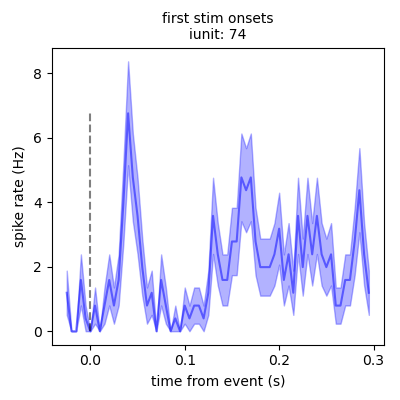 first stim onsets
iunit: 74
spike rate (Hz)
8
6
4
2
0
0.0 0.1 0.2 0.3
time from event (s)